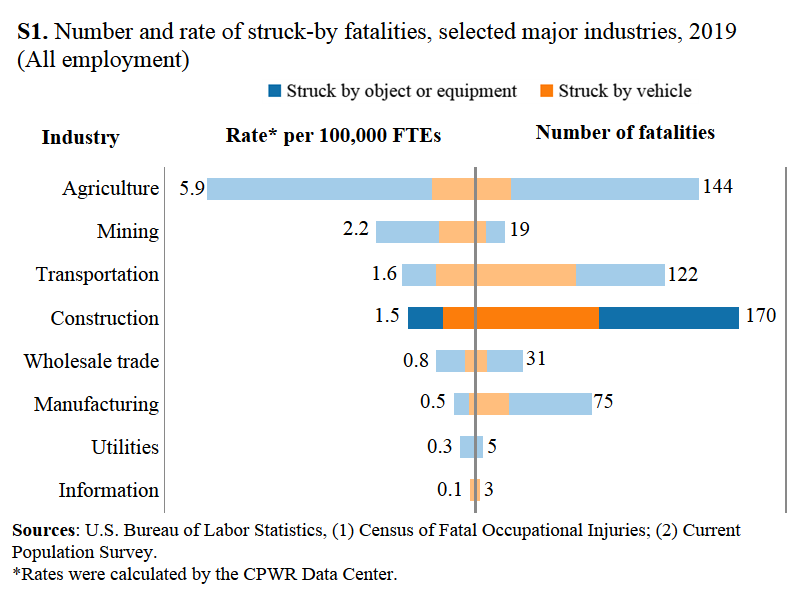 S1. Number and rate of struck-by fatalities, selected major industries, 2019
(All employment)
Struck by object or equipment Struck by vehicle
Industry Rate* per 100,000 FTEs Number of fatalities
Agriculture 5.9 144
Mining 2.2 19
Transportation 1.6 122
Construction 1.5 170
Wholesale trade 0.8 31
Manufacturing 0.5 75
Utilities 0.3 5
Information 0.1 3
Sources: U.S. Bureau of Labor Statistics, (1) Census of Fatal Occupational Injuries; (2) Current
Population Survey.
*Rates were calculated by the CPWR Data Center.